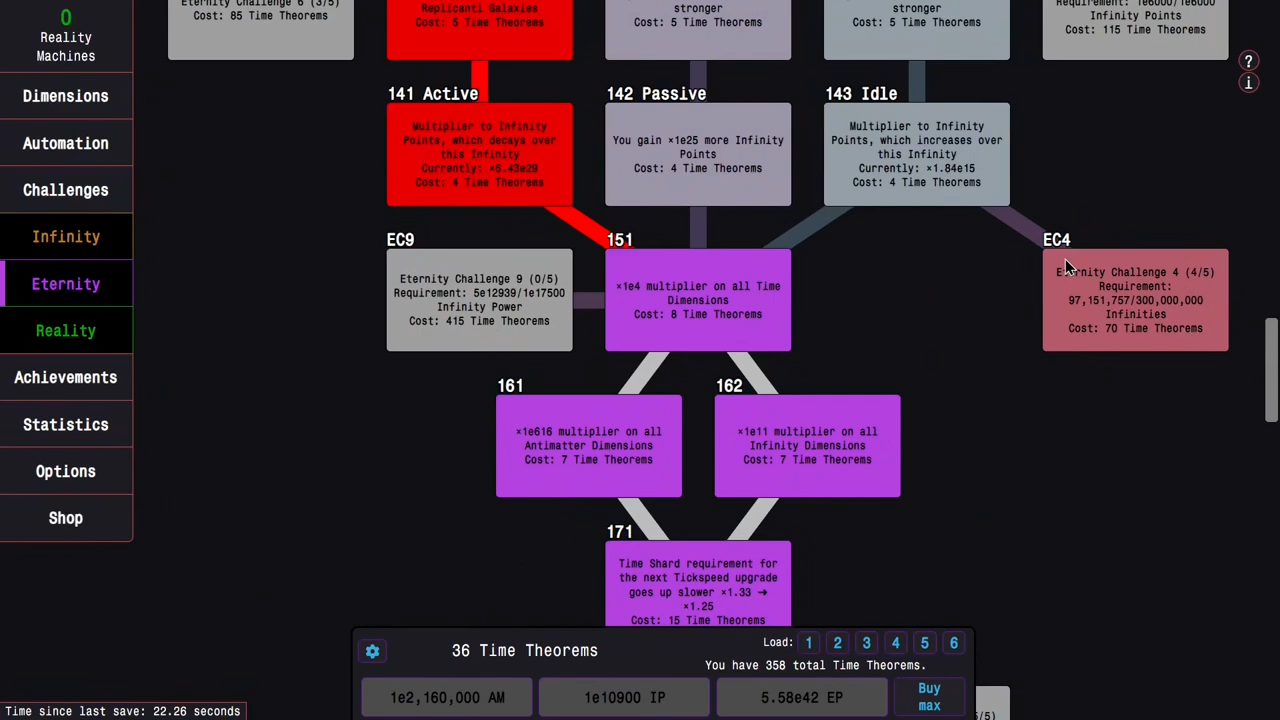 0
Reality
Machines
Dimensions
Automation
Challenges
Infinity
Eternity
Reality
Achievements
Statistics
Options
Shop
Eternity Challenge 6 (3/5)
Cost: 85 Time Theorems
Replicanti Galaxies
Cost: 5 Time Theorems
stronger
Cost: 5 Time Theorems
stronger
Cost: 5 Time Theorems
Requirement: 1e6000/1e6000
Infinity Points
Cost: 115 Time Theorems
?
i
141 Active
Multiplier to Infinity
Points, which decays over
this Infinity
Currently: ×5.43e29
Cost: 4 Time Theorems
142 Passive
You gain ×1e25 more Infinity
Points
Cost: 4 Time Theorems
143 Idle
Multiplier to Infinity
Points, which increases over
this Infinity
Currently: ×1.84e15
Cost: 4 Time Theorems
EC9
Eternity Challenge 9 (0/5)
Requirement: 5e12939/1e17500
Infinity Power
Cost: 415 Time Theorems
151
×1e4 multiplier on all Time
Dimensions
Cost: 8 Time Theorems
EC4
Eternity Challenge 4 (4/5)
Requirement:
97,151,757/300,000,000
Infinities
Cost: 70 Time Theorems
161
×1e616 multiplier on all
Antimatter Dimensions
Cost: 7 Time Theorems
162
×1e11 multiplier on all
Infinity Dimensions
Cost: 7 Time Theorems
171
Time Shard requirement for
the next Tickspeed upgrade
goes up slower ×1.33 ➜
×1.25
Cost: 15 Time Theorems
36 Time Theorems
Load: 1 2 3 4 5 6
You have 358 total Time Theorems.
1e2,160,000 AM
1e10900 IP
5.58e42 EP
Buy
max
/5)
Time since last save: 22.26 seconds